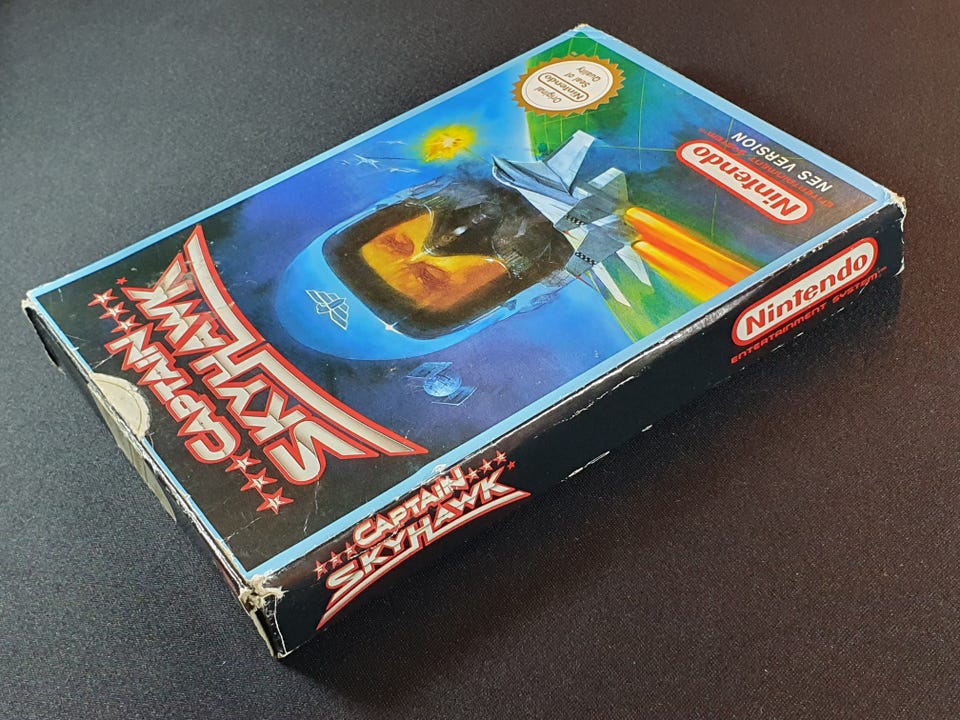 CAPTAIN
SKYHAWK
Original
Nintendo
Seal of
Quality
Nintendo
ENTERTAINMENT SYSTEM
NES VERSION
CAPTAIN
SKYHAWK
Nintendo
ENTERTAINMENT SYSTEM